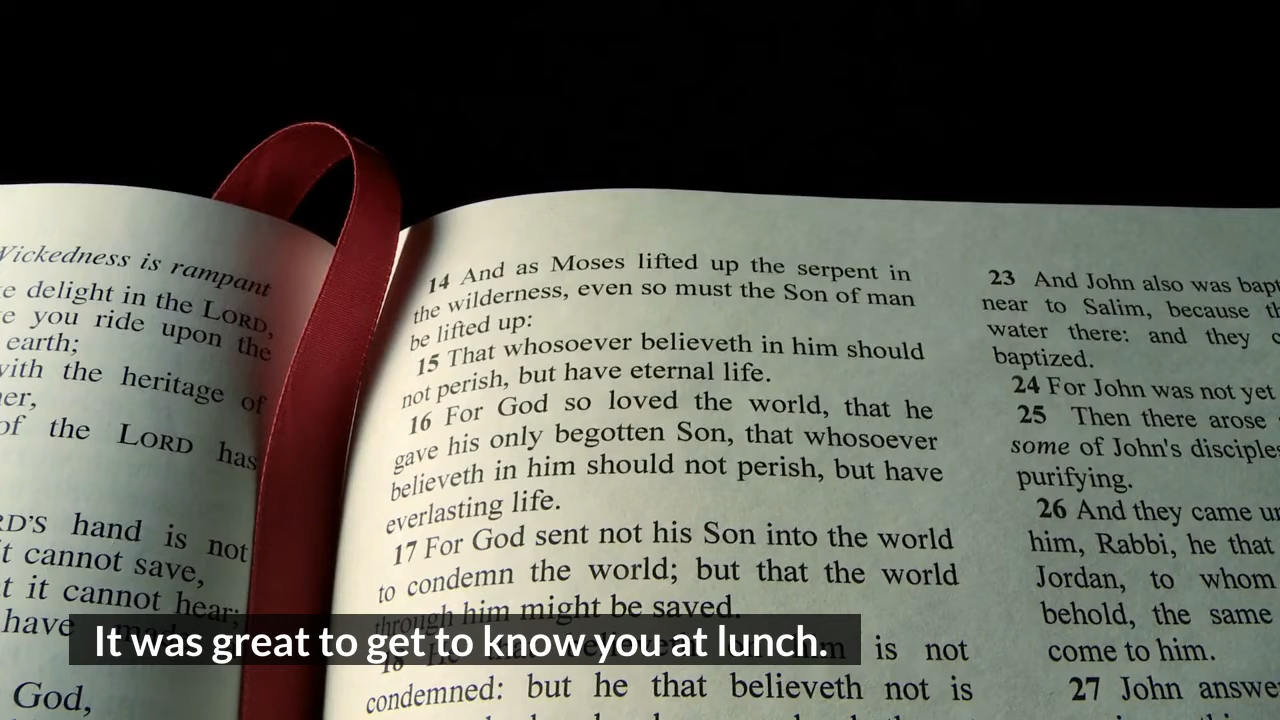 Wickedness is rampant
delight in the LORD,
you ride upon the
earth;
with the heritage of
of the LORD has
hand is not
cannot save,
it cannot hear;
have
God,
14 And as Moses lifted up the serpent in
the wilderness, even so must the Son of man
be lifted up:
15 That whosoever believeth in him should
not perish, but have eternal life.
16 For God so loved the world, that he
gave his only begotten Son, that whosoever
believeth in him should not perish, but have
everlasting life.
17 For God sent not his Son into the world
to condemn the world; but that the world
through him might be saved.
18 He is not
condemned: but he that believeth not is
23 And John also was
near to Salim, because
water there: and they
baptized.
24 For John was not yet
25 Then there arose
some of John's
purifying.
26 And they came
him, Rabbi, he that
Jordan, to whom
behold, the same
come to him.
27 John
It was great to get to know you at lunch.